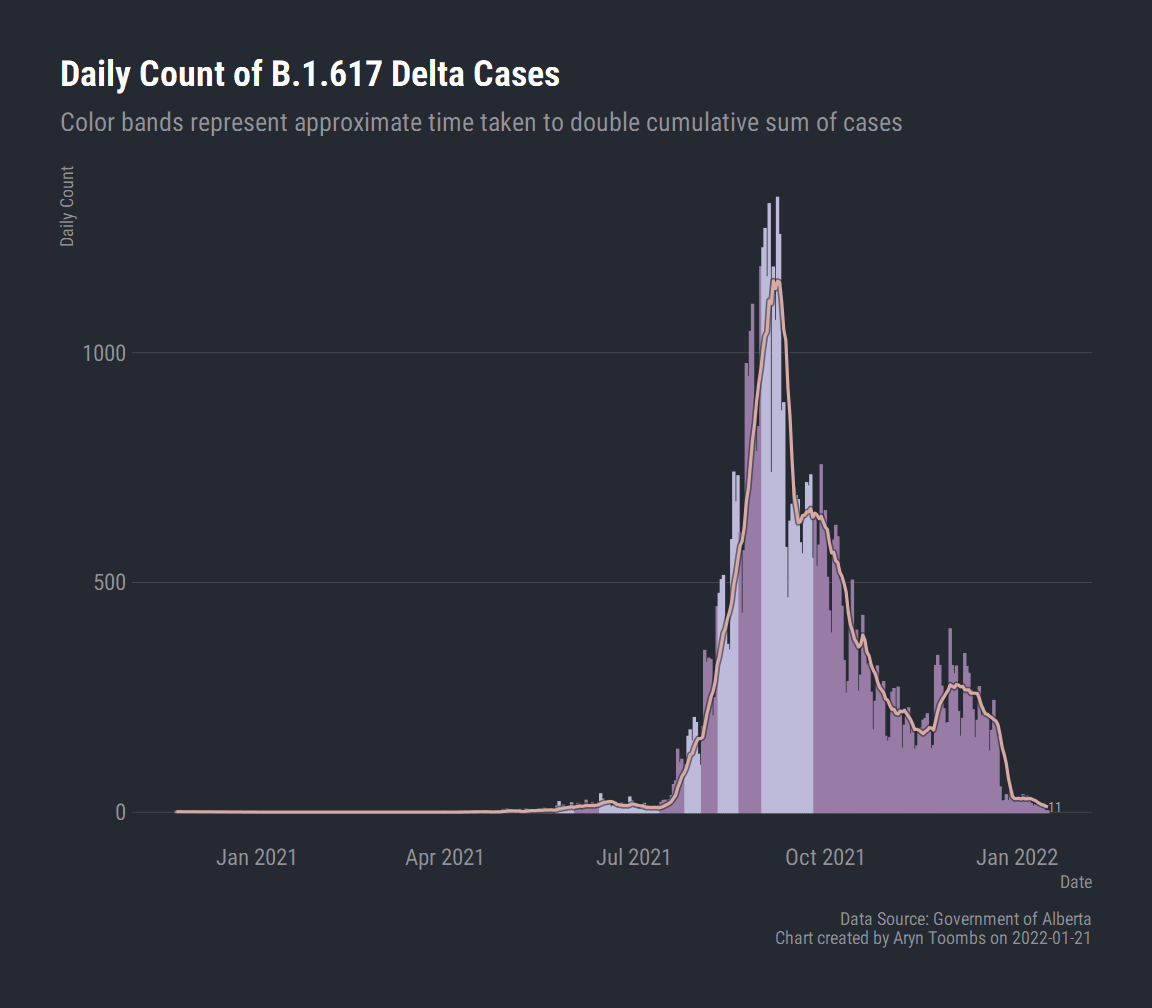 Daily Count of B.1.617 Delta Cases
Color bands represent approximate time taken to double cumulative sum of cases
Daily Count
1000
500
0
11
Jan 2021
Apr 2021
Jul 2021
Oct 2021
Jan 2022
Date
Data Source: Government of Alberta
Chart created by Aryn Toombs on 2022-01-21